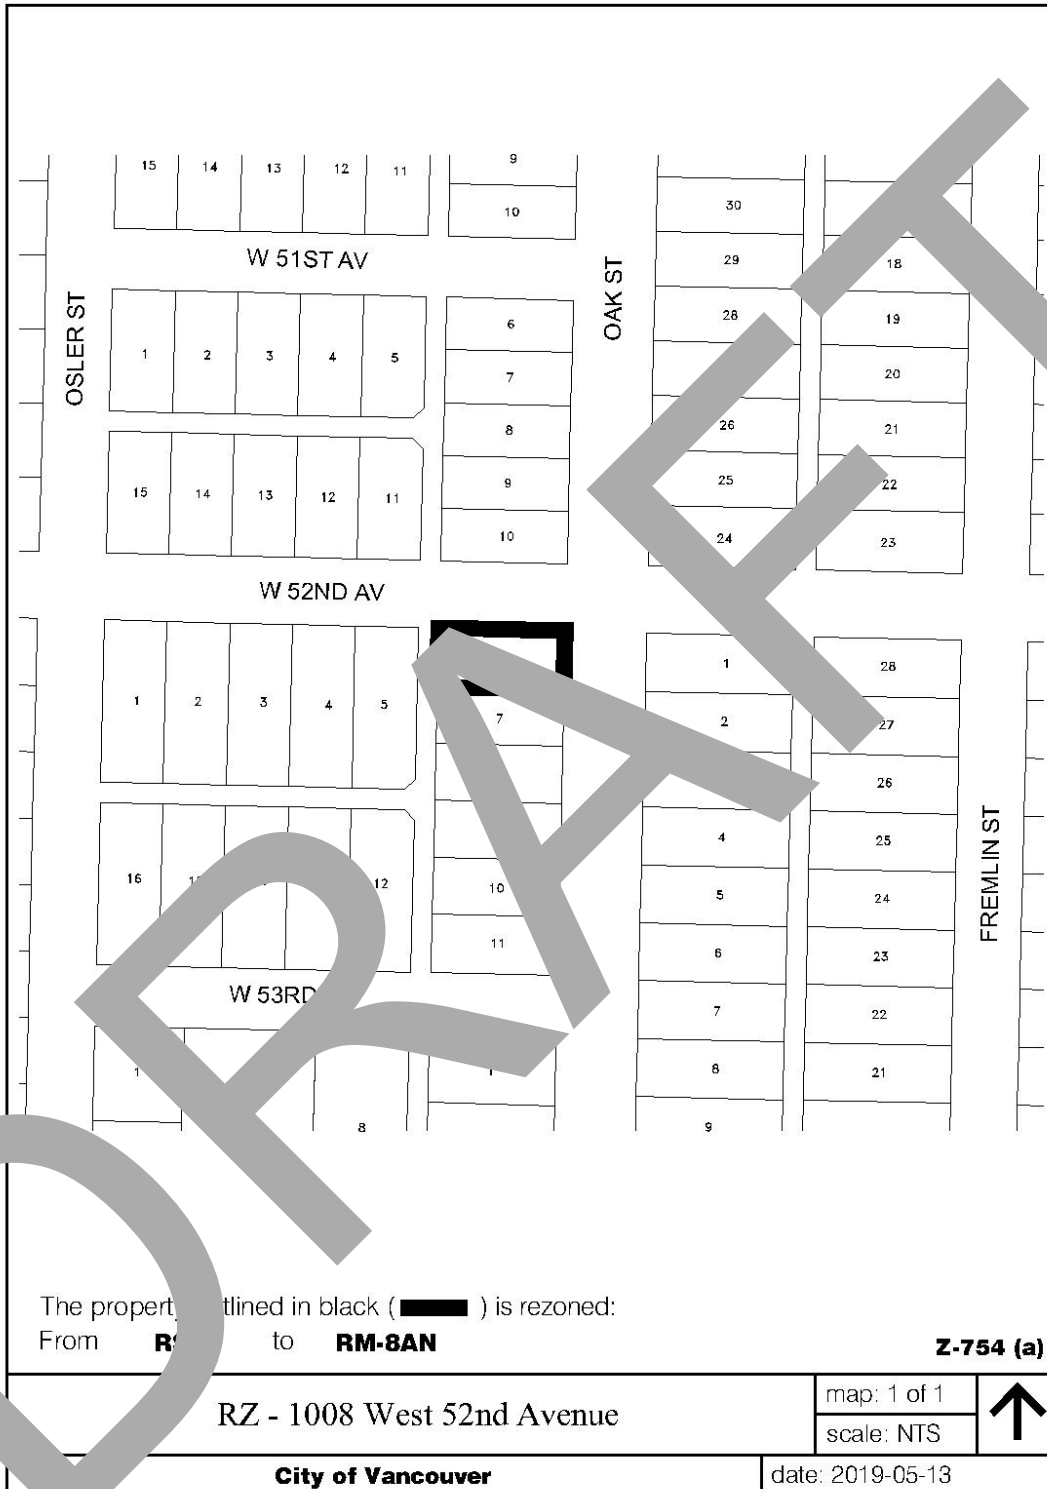 15 14 13 12 11 9
10 30
W 51ST AV 29 18
OSLER ST OAK ST
1 2 3 4 5 6 28 19
7 20
8 26 21
15 14 13 12 11 9 25 22
10 24 23
W 52ND AV
1 28
1 2 3 4 5 7 2 27
26
4 25
16 12 10 5 24
FREMLIN ST
11 6 23
W 53RD 7 22
1 8 21
8 9
DRAFT
The property outlined in black ( ) is rezoned:
From to RM-8AN
Z-754 (a)
RZ - 1008 West 52nd Avenue
map: 1 of 1
scale: NTS
City of Vancouver
date: 2019-05-13